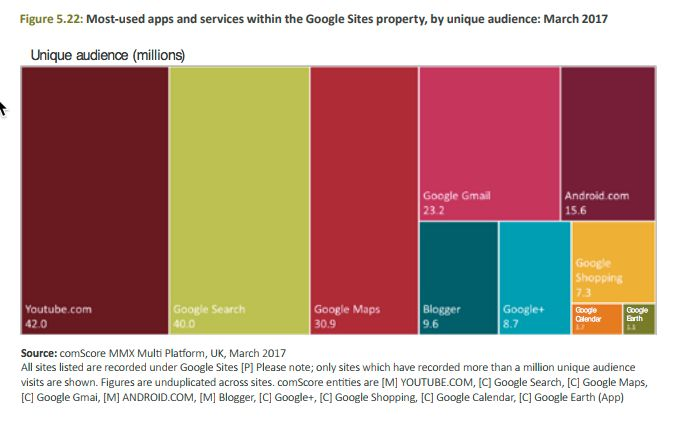 Figure 5.22: Most-used apps and services within the Google Sites property, by unique audience: March 2017
Unique audience (millions)
Google Gmail
23.2
Android.com
15.6
Google
Shopping
7.3
Youtube.com
42.0
Google Search
40.0
Google Maps
30.9
Blogger
9.6
Google+
8.7
Google
Calendar
Google
Earth
Source: comScore MMX Multi Platform, UK, March 2017
All sites listed are recorded under Google Sites [P] Please note; only sites which have recorded more than a million unique audience
visits are shown. Figures are unduplicated across sites. comScore entities are [M] YOUTUBE.COM, [C] Google Search, [C] Google Maps,
[C] Google Gmai, [M] ANDROID.COM, [M] Blogger, [C] Google+, [C] Google Shopping, [C] Google Calendar, [C] Google Earth (App)